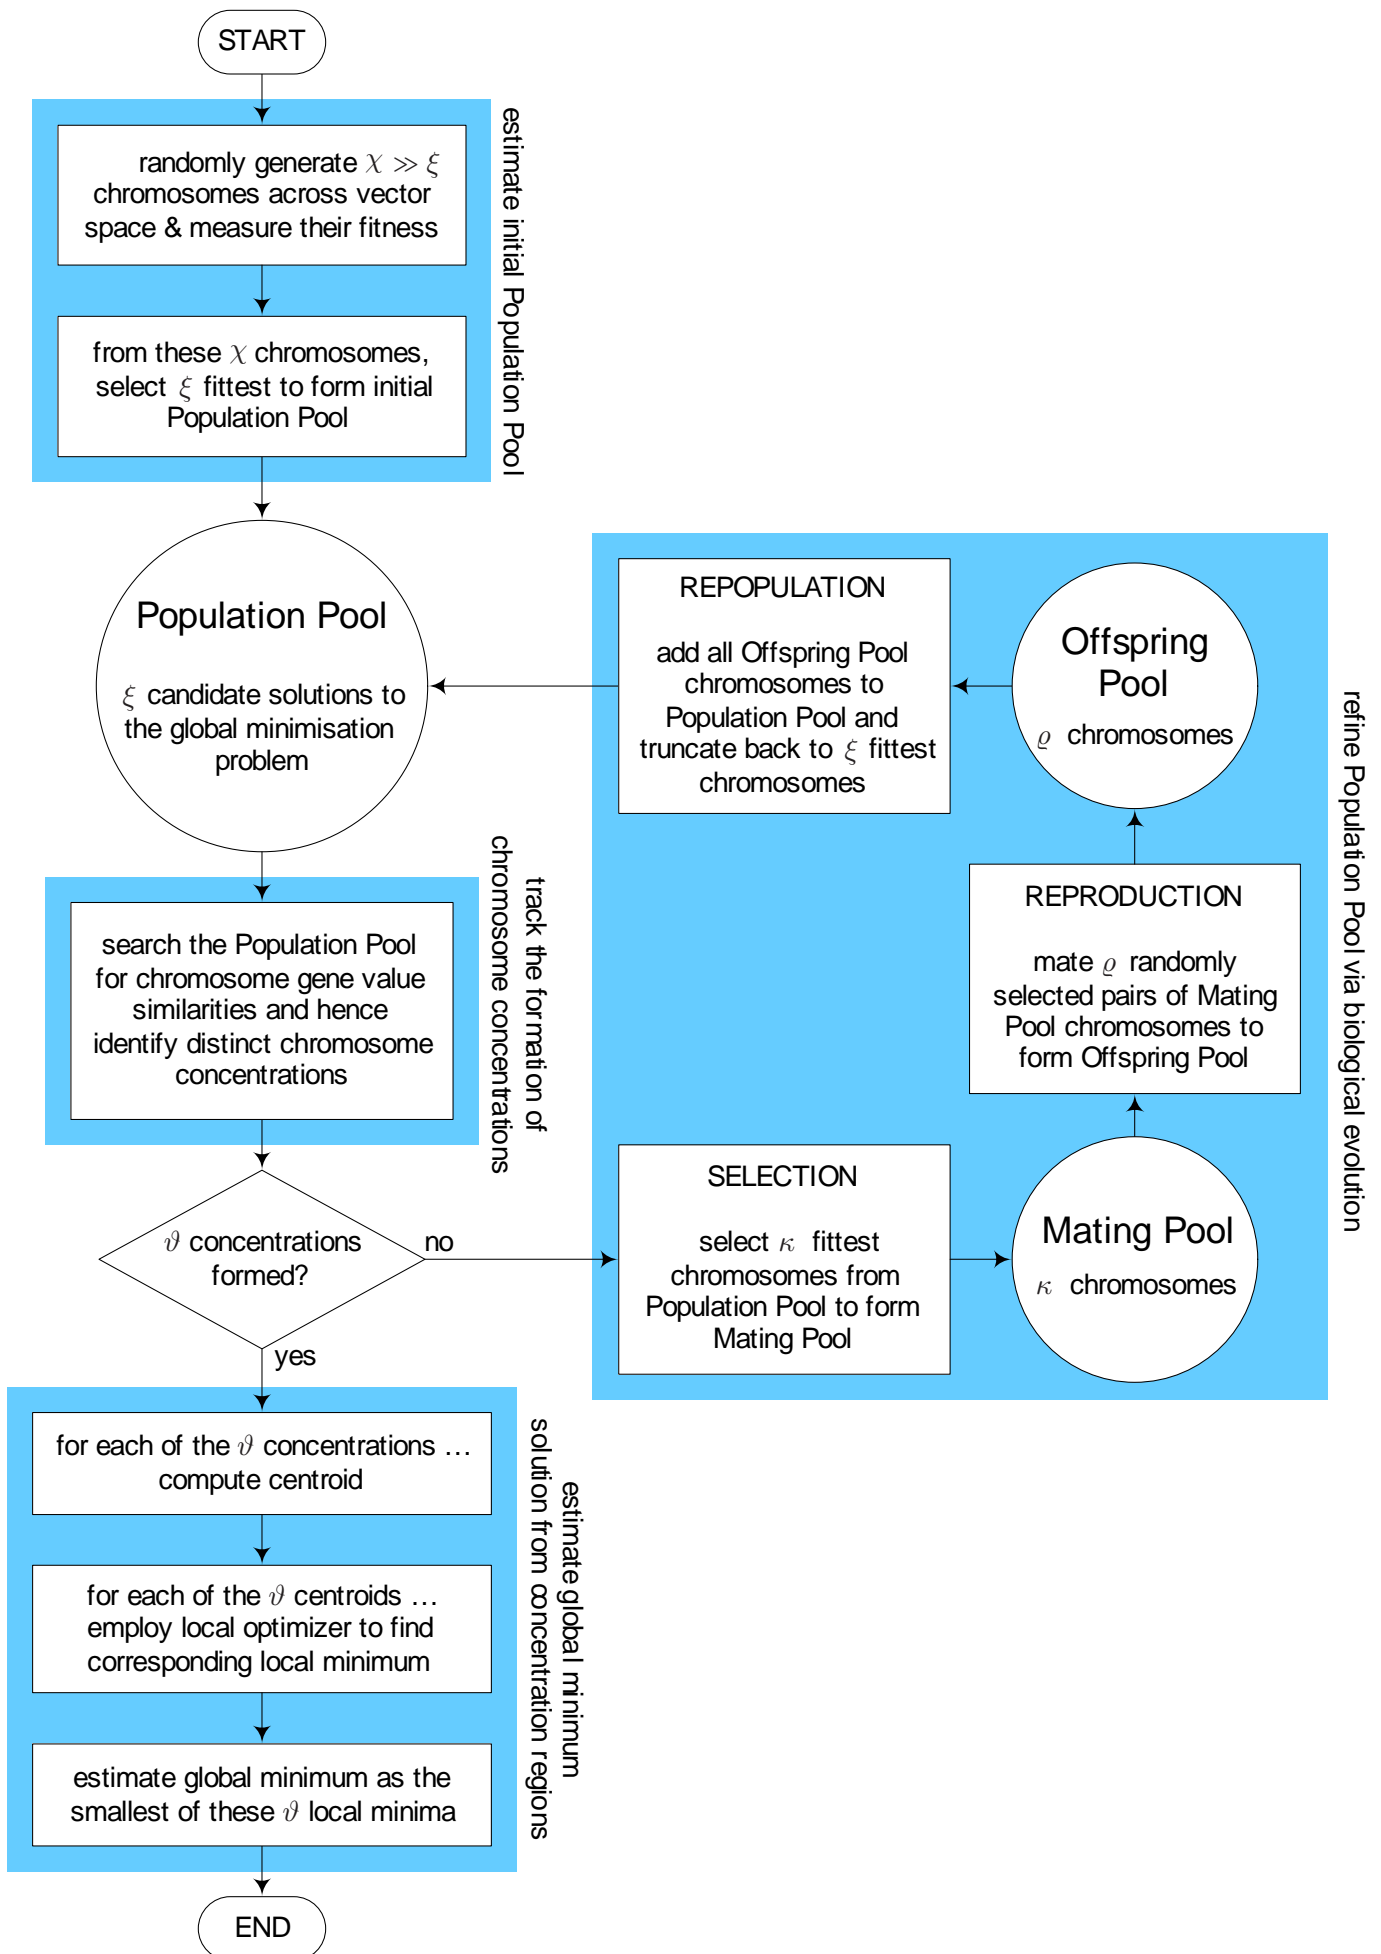 START
randomly generate χ ≫ ξ
chromosomes across vector
space & measure their fitness
from these χ chromosomes,
select ξ fittest to form initial
Population Pool
estimate initial Population Pool
Population Pool
ξ candidate solutions to
the global minimisation
problem
REPOPULATION
add all Offspring Pool
chromosomes to
Population Pool and
truncate back to ξ fittest
chromosomes
Offspring
Pool
ϱ chromosomes
refine Population Pool via biological evolution
search the Population Pool
for chromosome gene value
similarities and hence
identify distinct chromosome
concentrations
track the formation of
chromosome concentrations
REPRODUCTION
mate ϱ randomly
selected pairs of Mating
Pool chromosomes to
form Offspring Pool
ϑ concentrations
formed?
no
yes
SELECTION
select κ fittest
chromosomes from
Population Pool to form
Mating Pool
Mating Pool
κ chromosomes
for each of the ϑ concentrations …
compute centroid
for each of the ϑ centroids …
employ local optimizer to find
corresponding local minimum
estimate global minimum as the
smallest of these ϑ local minima
estimate global minimum
solution from concentration regions
END